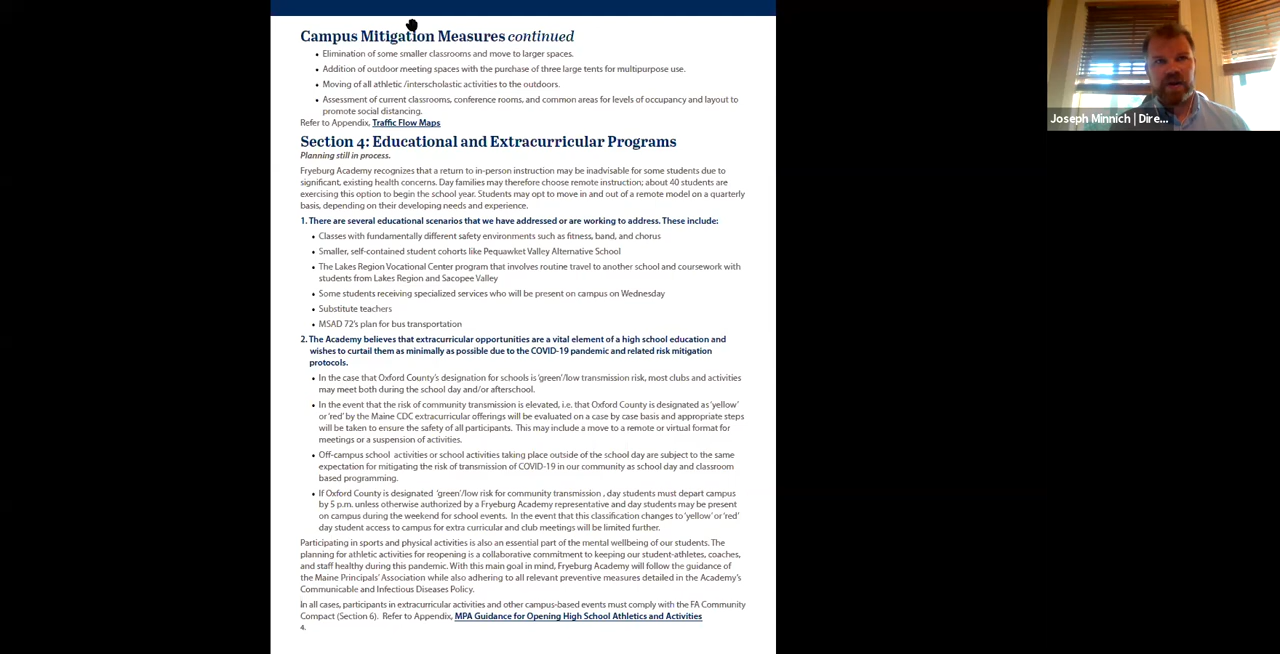 Campus Mitigation Measures continued
• Elimination of some smaller classrooms and move to larger spaces.
• Addition of outdoor meeting spaces with the purchase of three large tents for multipurpose use.
• Moving of all athletic /interscholastic activities to the outdoors.
• Assessment of current classrooms, conference rooms, and common areas for levels of occupancy and layout to
promote social distancing.
Refer to Appendix, Traffic Flow Maps
Section 4: Educational and Extracurricular Programs
Planning still in process.
Fryeburg Academy recognizes that a return to in-person instruction may be inadvisable for some students due to
significant, existing health concerns. Day families may therefore choose remote instruction; about 40 students are
exercising this option to begin the school year. Students may opt to move in and out of a remote model on a quarterly
basis, depending on their developing needs and experience.
1. There are several educational scenarios that we have addressed or are working to address. These include:
• Classes with fundamentally different safety environments such as fitness, band, and chorus
• Smaller, self-contained student cohorts like Pequawket Valley Alternative School
• The Lakes Region Vocational Center program that involves routine travel to another school and coursework with
students from Lakes Region and Sacopee Valley
• Some students receiving specialized services who will be present on campus on Wednesday
• Substitute teachers
• MSAD 72's plan for bus transportation
2. The Academy believes that extracurricular opportunities are a vital element of a high school education and
wishes to curtail them as minimally as possible due to the COVID-19 pandemic and related risk mitigation
protocols.
• In the case that Oxford County's designation for schools is 'green'/low transmission risk, most clubs and activities
may meet both during the school day and/or afterschool.
• In the event that the risk of community transmission is elevated, i.e. that Oxford County is designated as 'yellow'
or 'red' by the Maine CDC extracurricular offerings will be evaluated on a case by case basis and appropriate steps
will be taken to ensure the safety of all participants. This may include a move to a remote or virtual format for
meetings or a suspension of activities.
• Off-campus school activities or school activities taking place outside of the school day are subject to the same
expectation for mitigating the risk of transmission of COVID-19 in our community as school day and classroom
based programming.
• If Oxford County is designated 'green'/low risk for community transmission , day students must depart campus
by 5 p.m. unless otherwise authorized by a Fryeburg Academy representative and day students may be present
on campus during the weekend for school events. In the event that this classification changes to 'yellow' or 'red'
day student access to campus for extra curricular and club meetings will be limited further.
Participating in sports and physical activities is also an essential part of the mental wellbeing of our students. The
planning for athletic activities for reopening is a collaborative commitment to keeping our student-athletes, coaches,
and staff healthy during this pandemic. With this main goal in mind, Fryeburg Academy will follow the guidance of
the Maine Principals' Association while also adhering to all relevant preventive measures detailed in the Academy's
Communicable and Infectious Diseases Policy.
In all cases, participants in extracurricular activities and other campus-based events must comply with the FA Community
Compact (Section 6). Refer to Appendix, MPA Guidance for Opening High School Athletics and Activities
4.
Joseph Minnich | Dire...